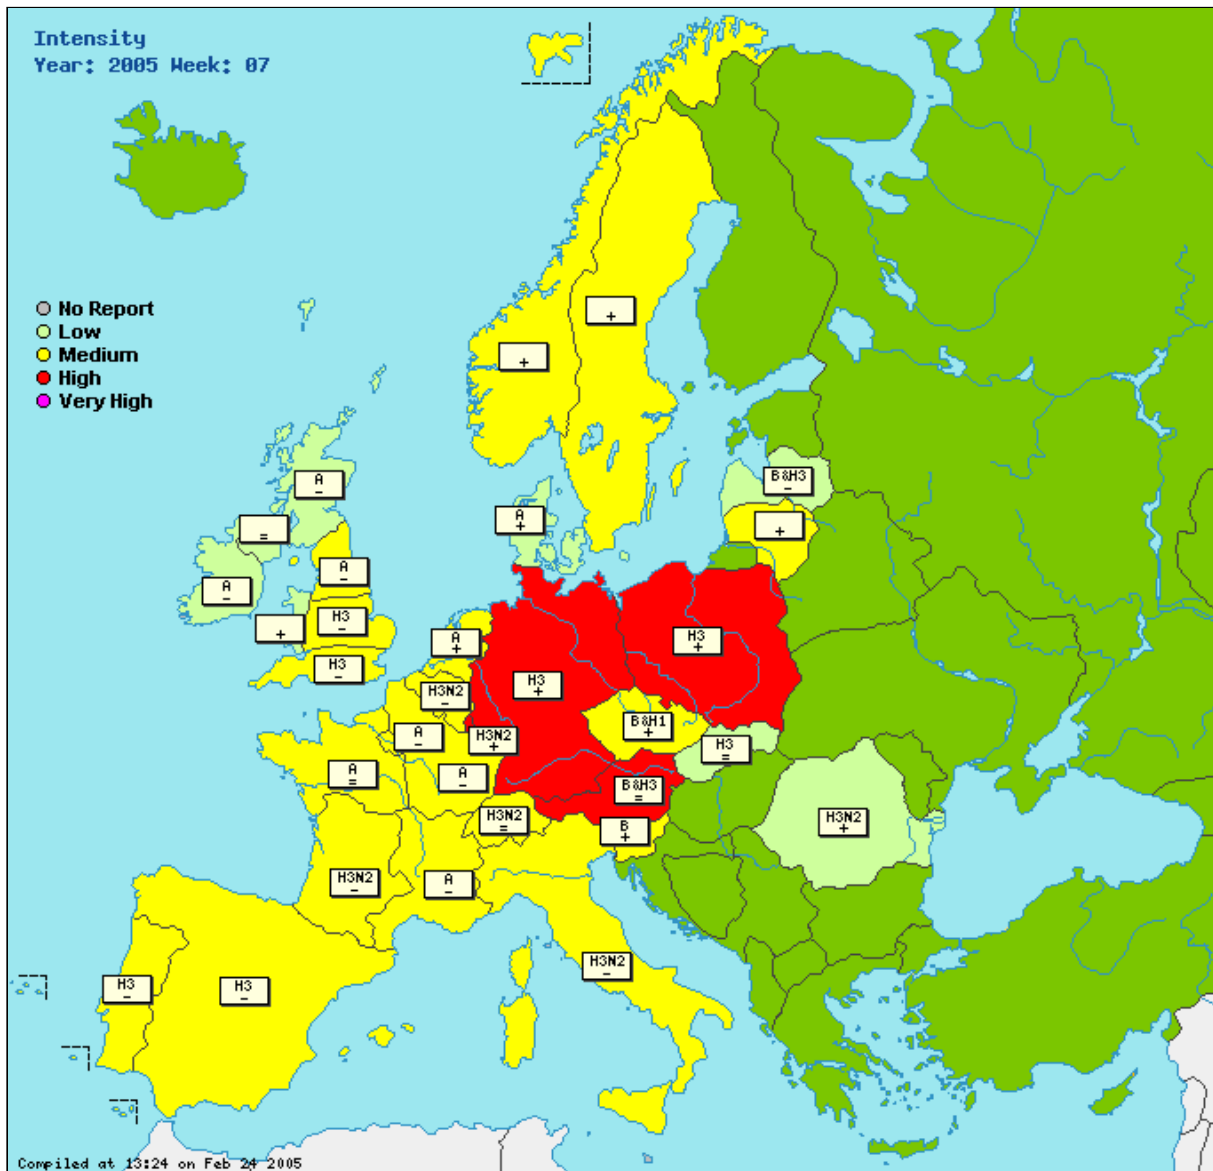 Intensity
Year: 2005 Week: 07
No Report
Low
Medium
High
Very High
+
+
A
-
B&H3
-
A
+
=
+
A
-
A
-
H3
-
+
A
+
H3
+
H3
-
H3
+
H3N2
-
B&H1
+
A
-
H3N2
+
H3
=
A
=
A
-
B&H3
=
H3N2
=
B
+
H3N2
+
H3N2
-
A
-
H3N2
-
H3
-
H3
-
Compiled at 13:24 on Feb 24 2005